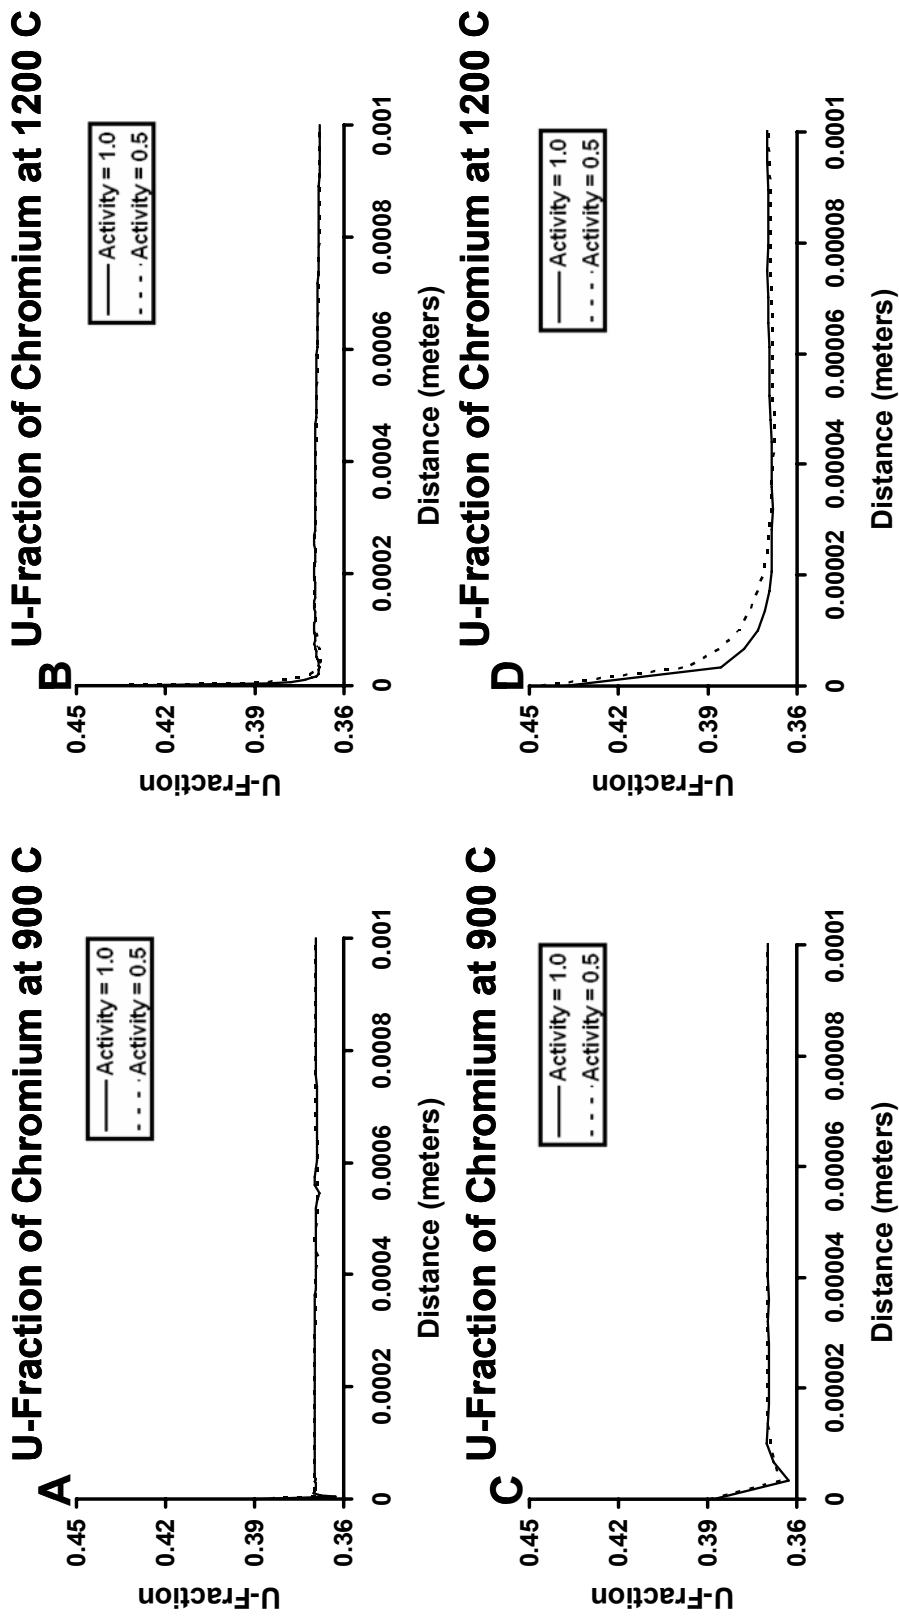 A
U-Fraction of Chromium at 900 C
U-Fraction
0.45
0.42
0.39
0.36
0
0.0002
0.0004
0.0006
0.0008
0.001
Distance (meters)
Activity = 1.0
Activity = 0.5
B
U-Fraction of Chromium at 1200 C
U-Fraction
0.45
0.42
0.39
0.36
0
0.0002
0.0004
0.0006
0.0008
0.001
Distance (meters)
Activity = 1.0
Activity = 0.5
C
U-Fraction of Chromium at 900 C
U-Fraction
0.45
0.42
0.39
0.36
0
0.00002
0.00004
0.00006
0.00008
0.0001
Distance (meters)
Activity = 1.0
Activity = 0.5
D
U-Fraction of Chromium at 1200 C
U-Fraction
0.45
0.42
0.39
0.36
0
0.00002
0.00004
0.00006
0.00008
0.0001
Distance (meters)
Activity = 1.0
Activity = 0.5